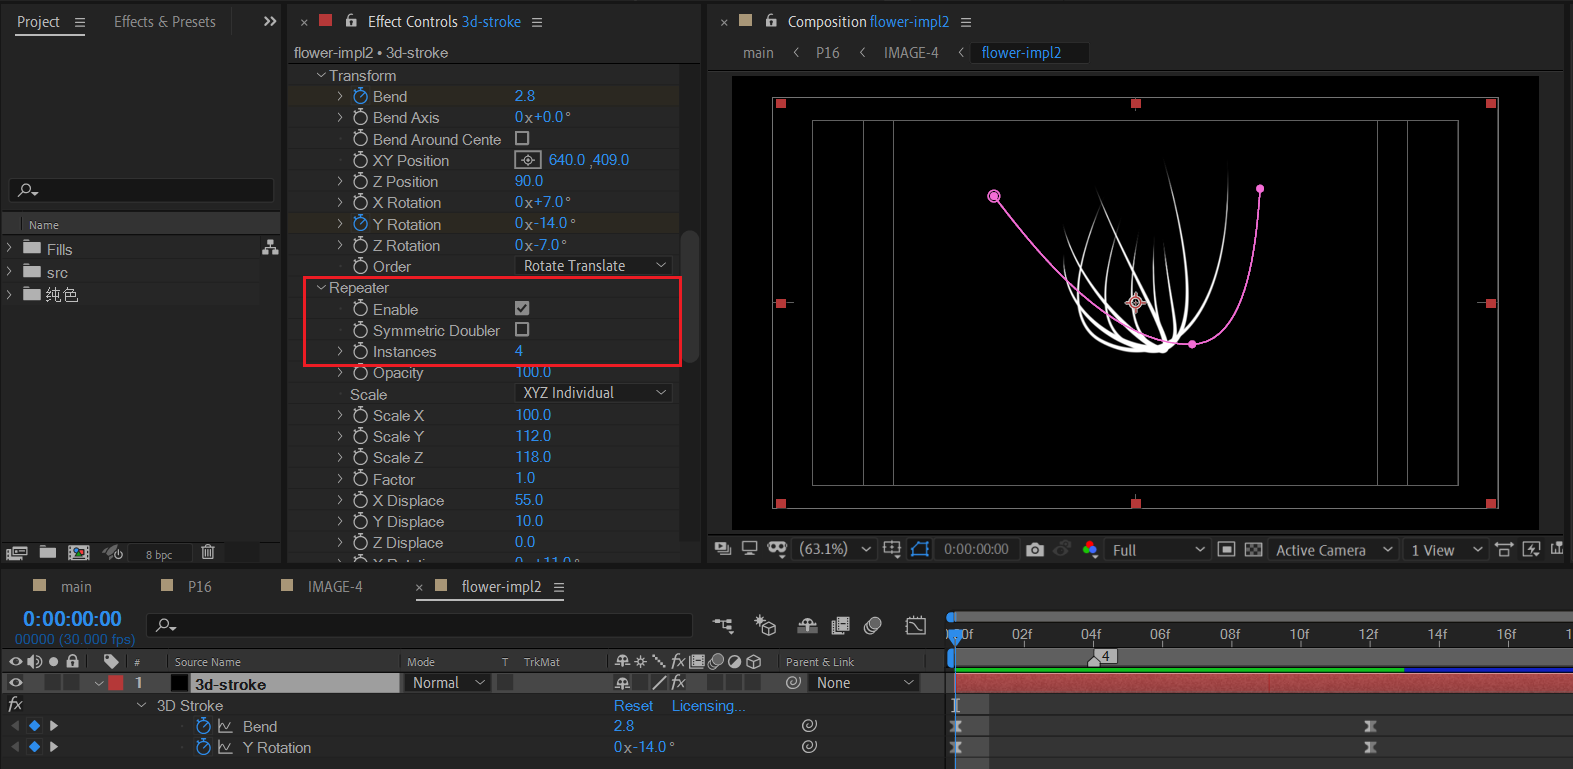 Project
Effects & Presets
Effect Controls 3d-stroke
Composition flower-impl2
flower-impl2 • 3d-stroke
main
P16
IMAGE-4
flower-impl2
Transform
Bend 2.8
Bend Axis 0x+0.0°
Bend Around Cente
XY Position 640.0 ,409.0
Z Position 90.0
X Rotation 0x+7.0°
Y Rotation 0x-14.0°
Z Rotation 0x-7.0°
Order Rotate Translate
Repeater
Enable
Symmetric Doubler
Instances 4
Opacity 100.0
Scale XYZ Individual
Scale X 100.0
Scale Y 112.0
Scale Z 118.0
Factor 1.0
X Displace 55.0
Y Displace 10.0
Z Displace 0.0
Name
Fills
src
纯色
8 bpc
(63.1%)
0:00:00:00
Full
Active Camera
1 View
main
P16
IMAGE-4
flower-impl2
0:00:00:00
00000 (30.000 fps)
02f 04f 06f 08f 10f 12f 14f 16f
# Source Name Mode T TrkMat fx Parent & Link
4
1 3d-stroke Normal fx None
fx 3D Stroke Reset Licensing...
Bend 2.8
Y Rotation 0x-14.0°